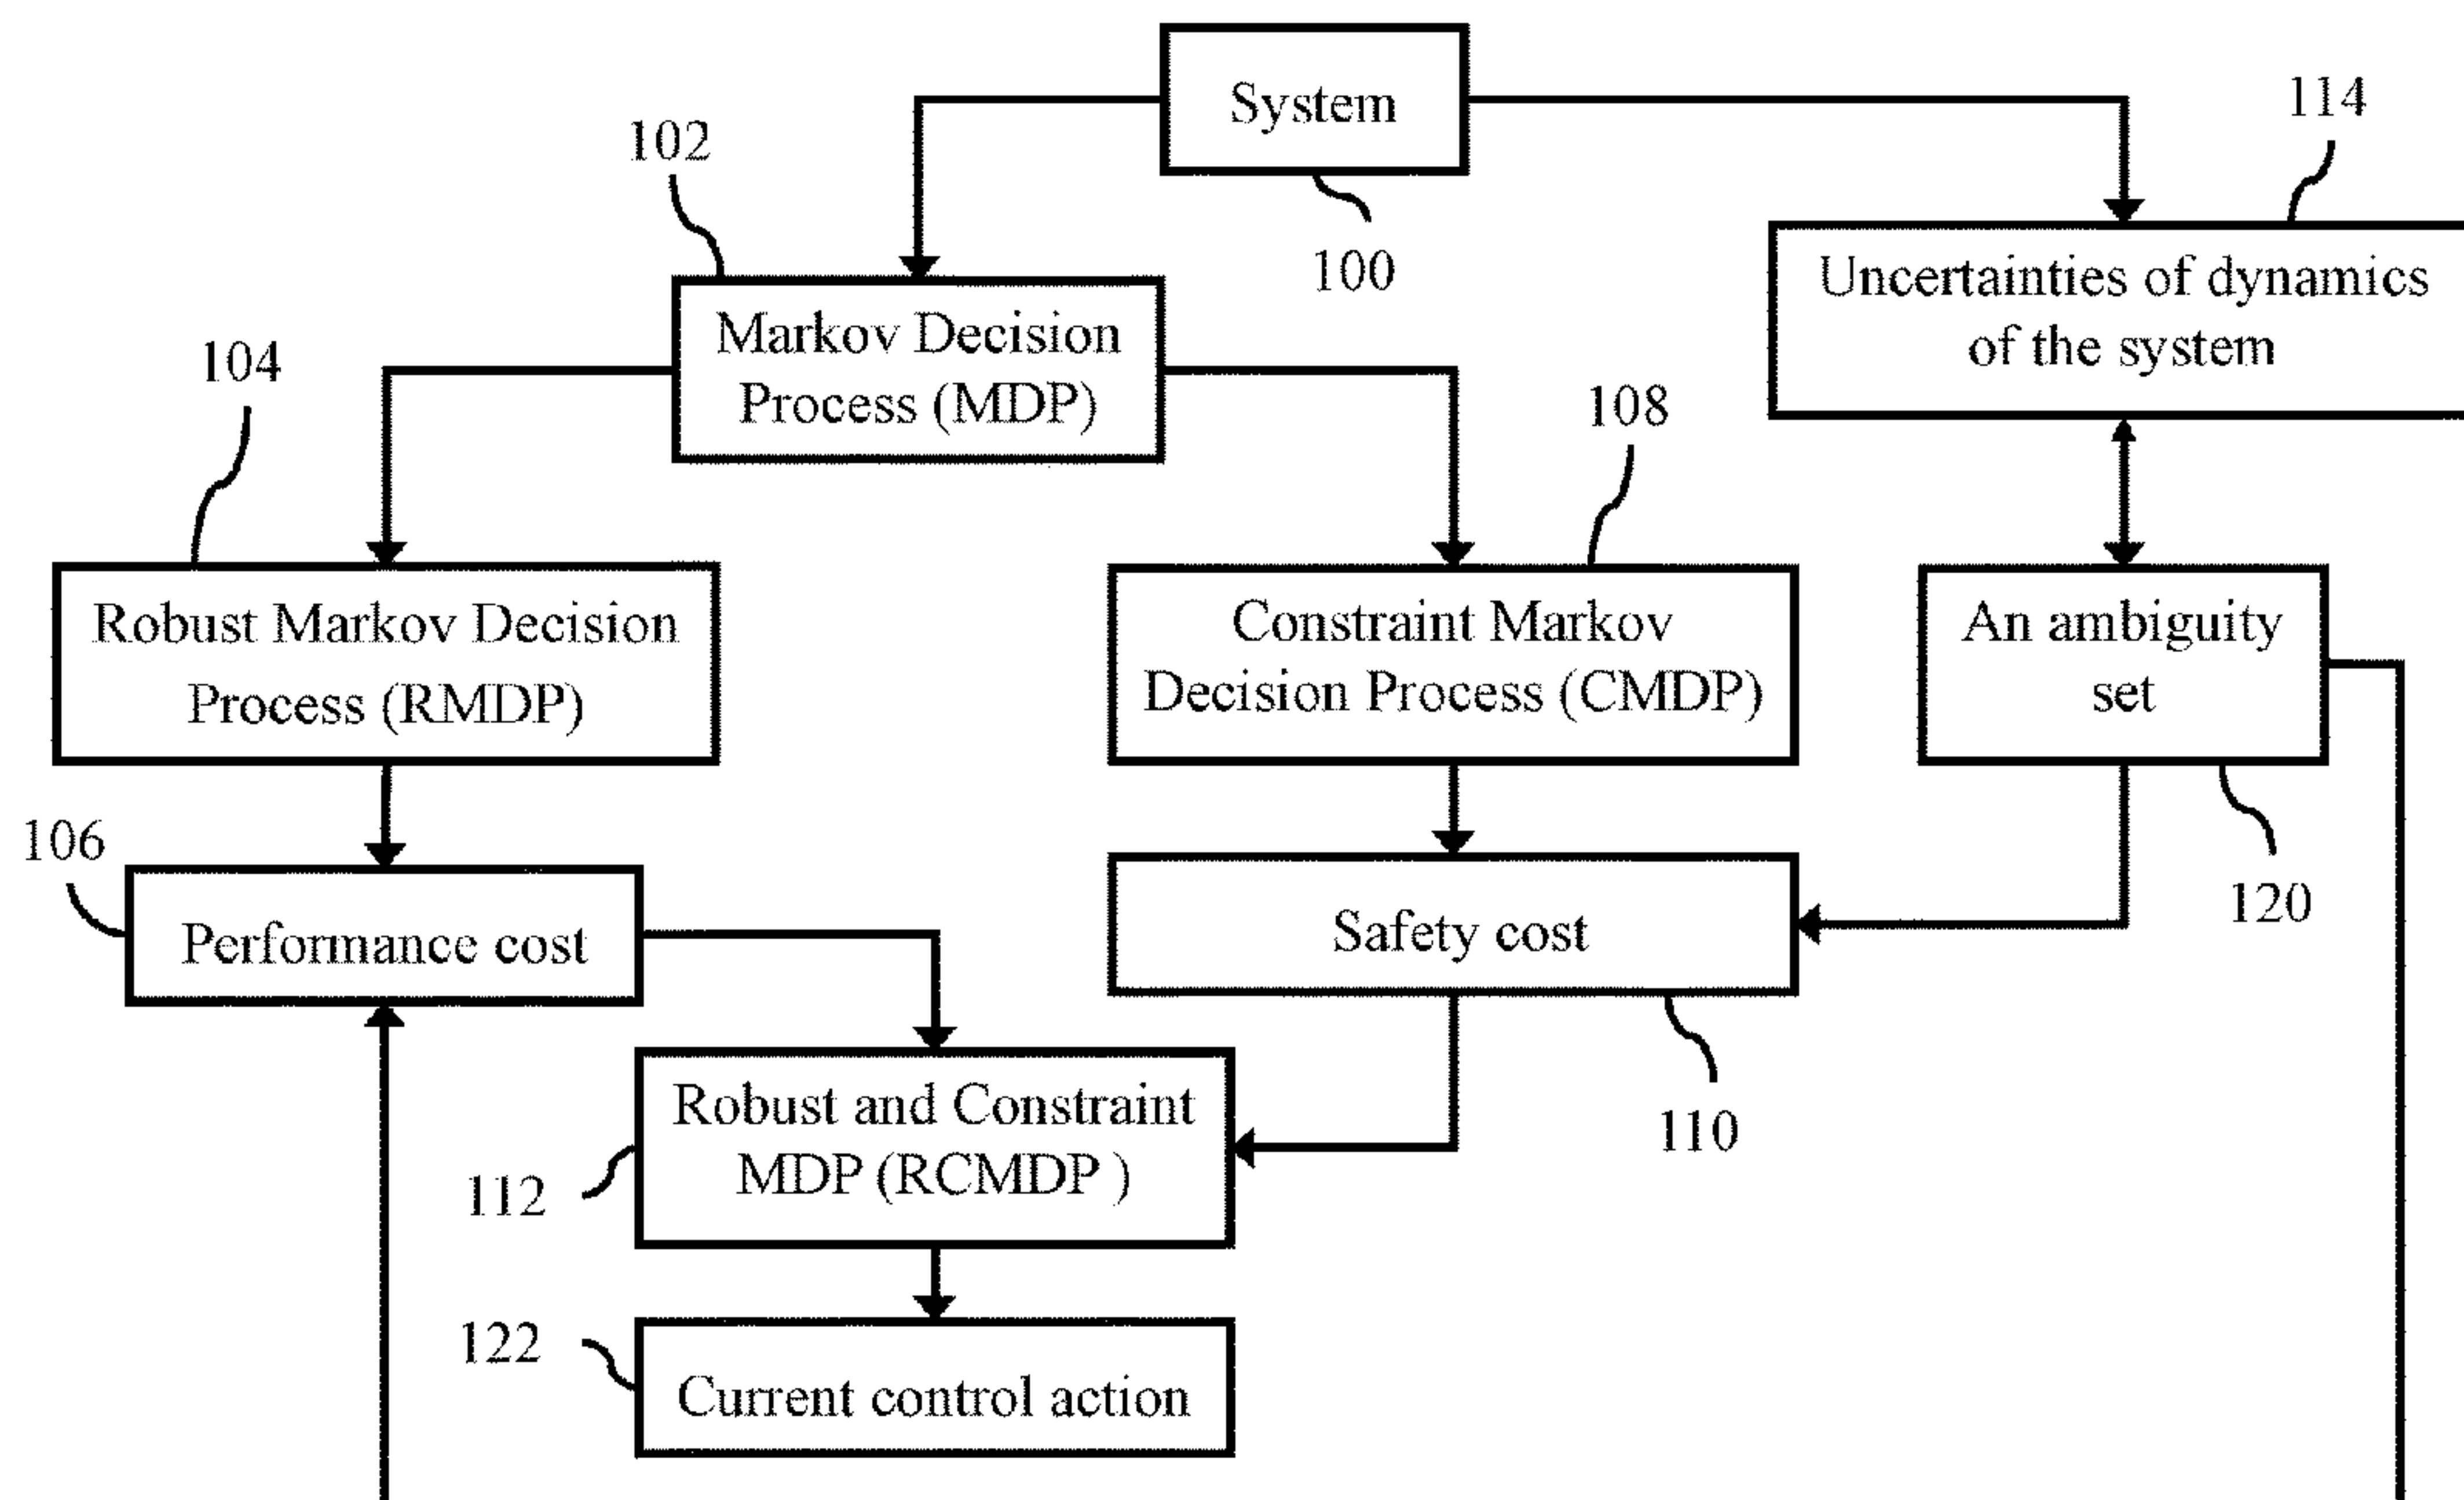 System
114
102
100
Uncertainties of dynamics
of the system
Markov Decision
Process (MDP)
104
108
Robust Markov Decision
Process (RMDP)
Constraint Markov
Decision Process (CMDP)
An ambiguity
set
106
120
Performance cost
Safety cost
Robust and Constraint
MDP (RCMDP )
110
112
122
Current control action